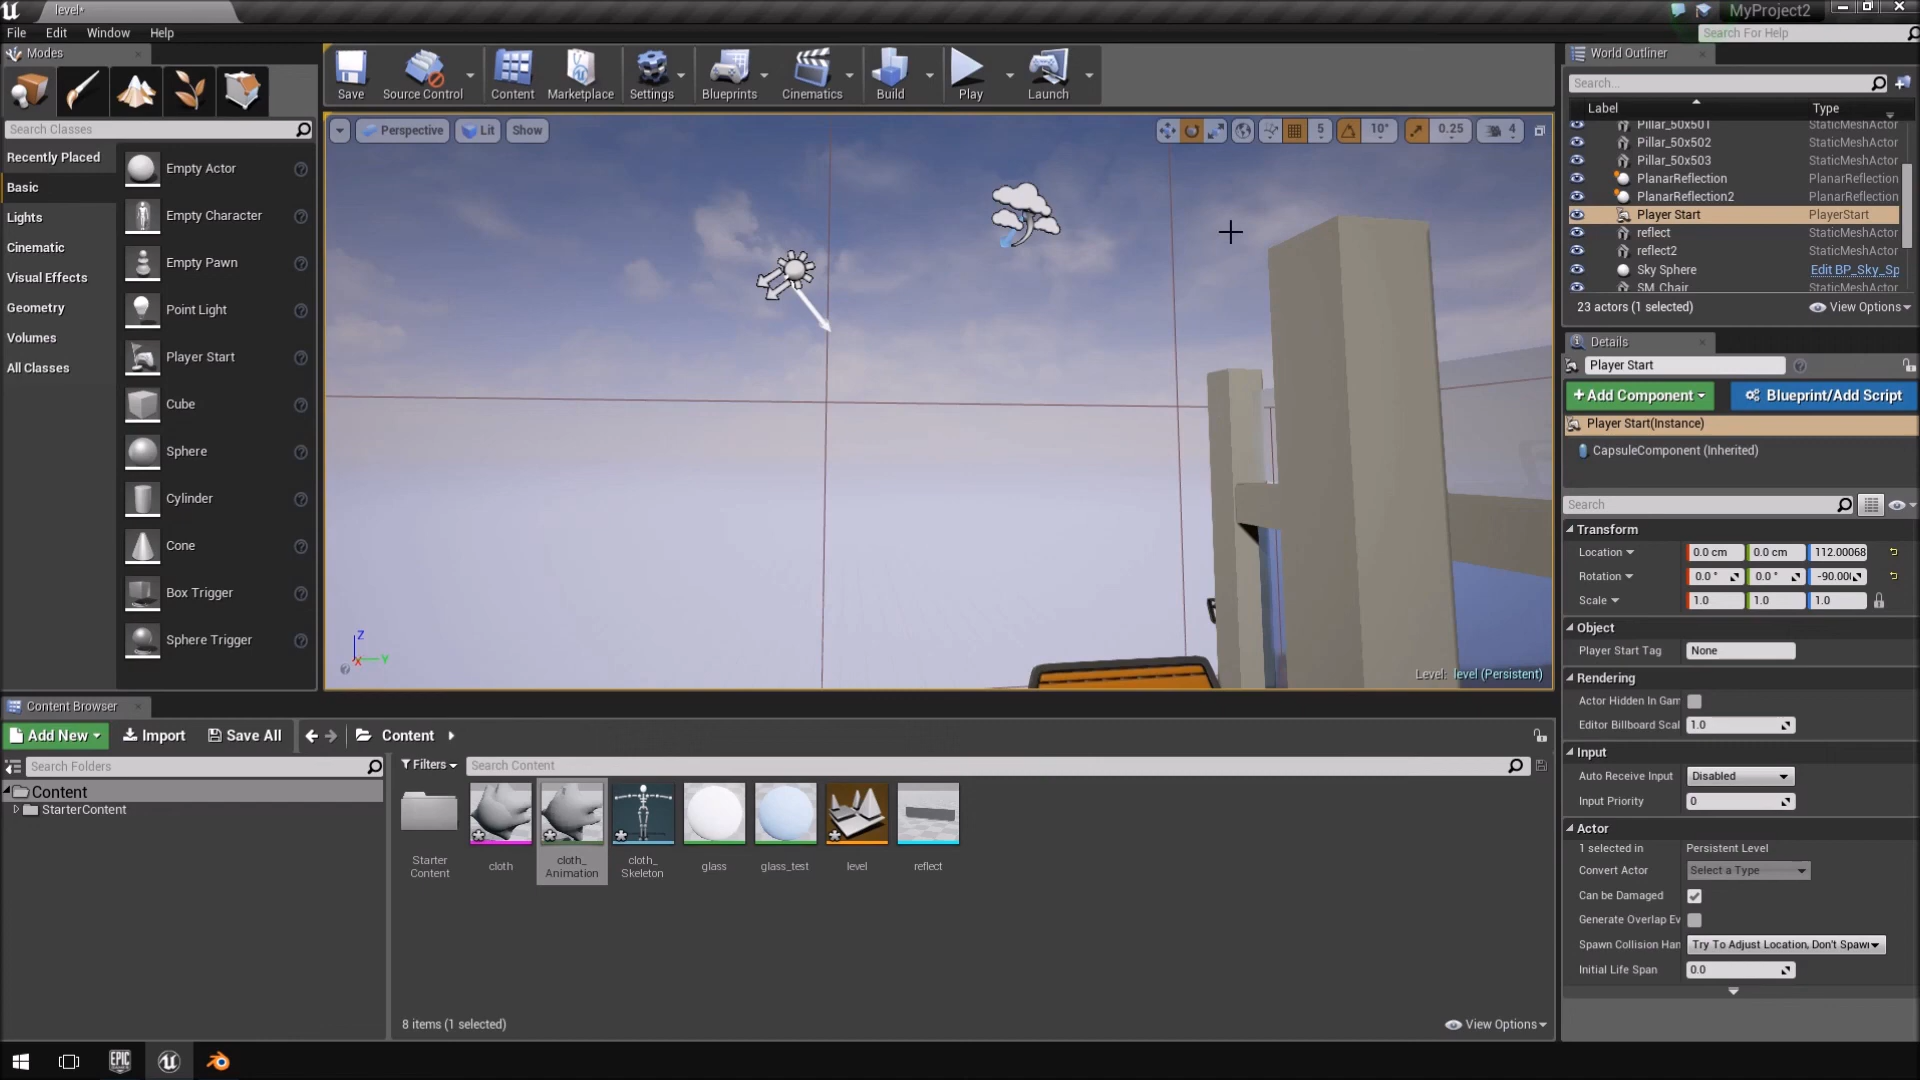 level*
MyProject2
File
Edit
Window
Help
Search For Help
Modes
Search Classes
Recently Placed
Basic
Lights
Cinematic
Visual Effects
Geometry
Volumes
All Classes
Empty Actor
Empty Character
Empty Pawn
Point Light
Player Start
Cube
Sphere
Cylinder
Cone
Box Trigger
Sphere Trigger
Save
Source Control
Content
Marketplace
Settings
Blueprints
Cinematics
Build
Play
Launch
Perspective
Lit
Show
5
10°
0.25
4
Z
X
Y
Level: level (Persistent)
World Outliner
Search...
Label
Type
Pillar_50x501
StaticMeshActor
Pillar_50x502
StaticMeshActor
Pillar_50x503
StaticMeshActor
PlanarReflection
PlanarReflection
PlanarReflection2
PlanarReflection
Player Start
PlayerStart
reflect
StaticMeshActor
reflect2
StaticMeshActor
Sky Sphere
Edit BP_Sky_Sp
SM_Chair
StaticMeshActor
23 actors (1 selected)
View Options
Details
Player Start
+Add Component
Blueprint/Add Script
Player Start(Instance)
CapsuleComponent (Inherited)
Search
Transform
Location
0.0 cm
0.0 cm
112.00068
Rotation
0.0 °
0.0 °
-90.00
Scale
1.0
1.0
1.0
Object
Player Start Tag
None
Rendering
Actor Hidden In Gam
Editor Billboard Scal
1.0
Input
Auto Receive Input
Disabled
Input Priority
0
Actor
1 selected in
Persistent Level
Convert Actor
Select a Type
Can be Damaged
Generate Overlap Ev
Spawn Collision Han
Try To Adjust Location, Don't Spawn
Initial Life Span
0.0
Content Browser
Add New
Import
Save All
Content
Search Folders
Filters
Search Content
Content
StarterContent
Starter
Content
cloth
cloth_
Animation
cloth_
Skeleton
glass
glass_test
level
reflect
8 items (1 selected)
View Options
EPIC